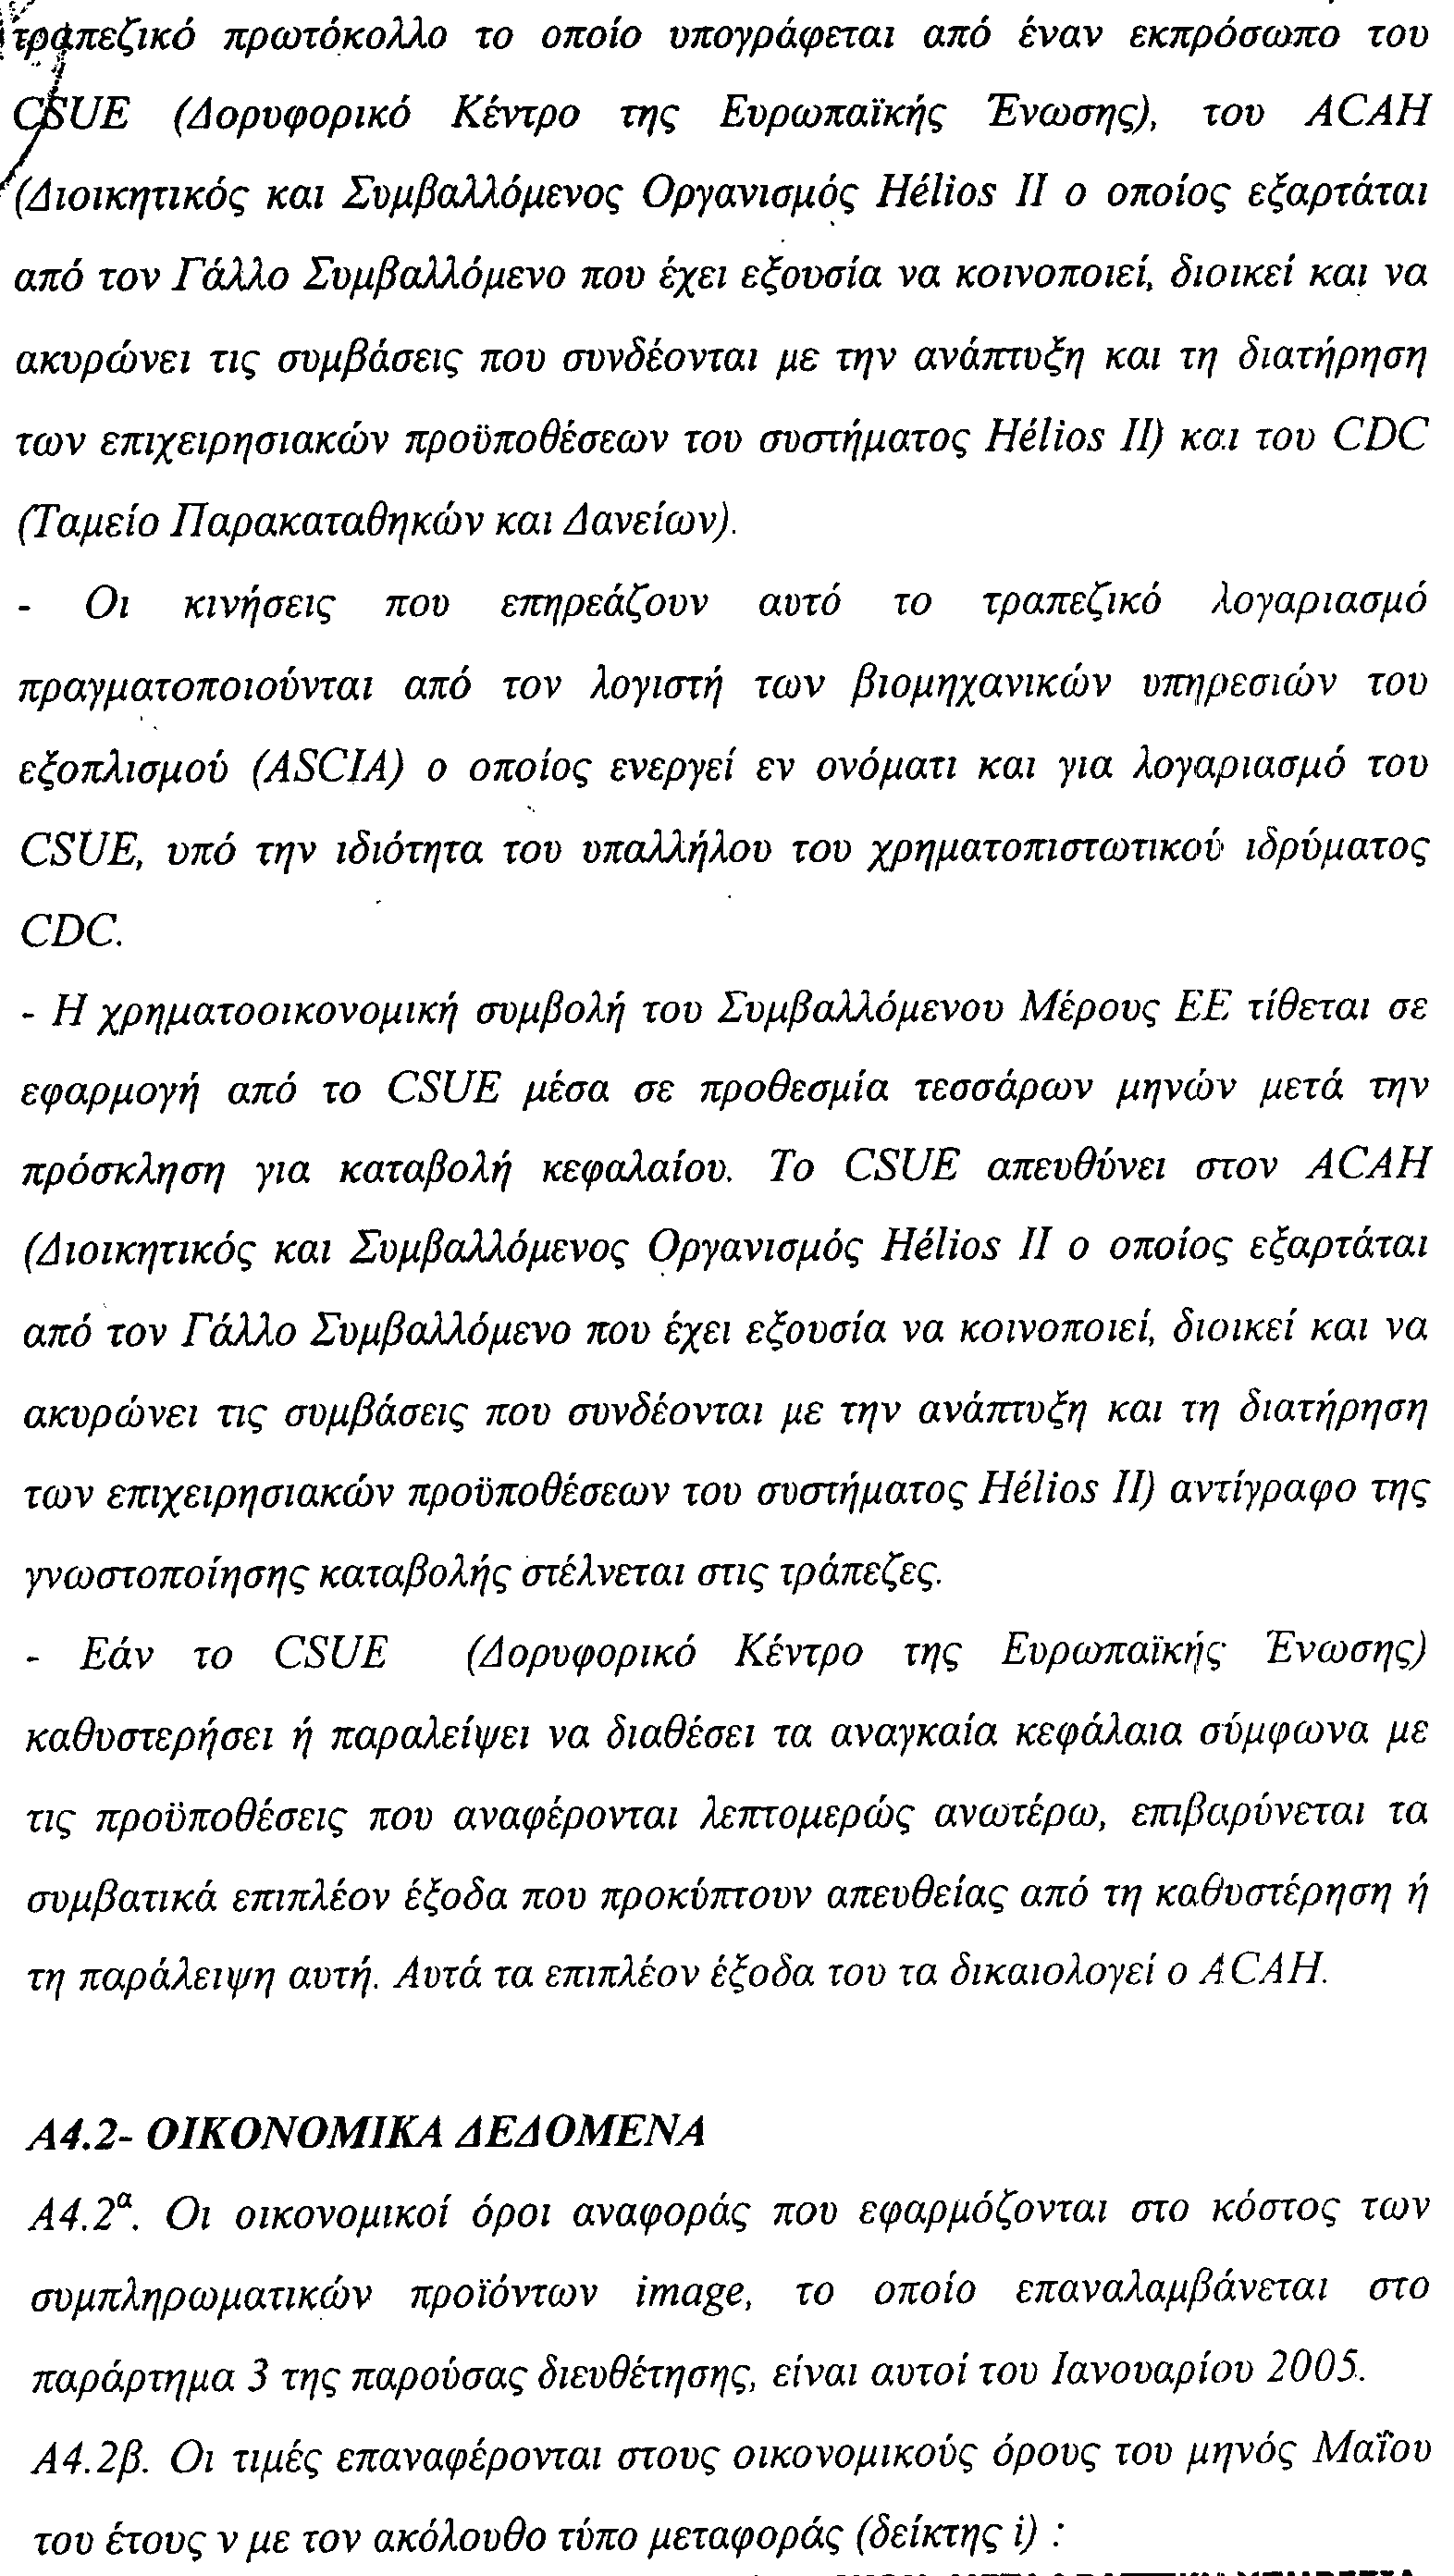 τραπεζικό πρωτόκολλο το οποίο υπογράφεται από έναν εκπρόσωπο του
CSUE (Δορυφορικό Κέντρο της Ευρωπαϊκής Ένωσης), του ACAH
(Διοικητικός και Συμβαλλόμενος Οργανισμός Hélios II ο οποίος εξαρτάται
από τον Γάλλο Συμβαλλόμενο που έχει εξουσία να κοινοποιεί, διοικεί και να
ακυρώνει τις συμβάσεις που συνδέονται με την ανάπτυξη και τη διατήρηση
των επιχειρησιακών προϋποθέσεων του συστήματος Hélios II) και του CDC
(Ταμείο Παρακαταθηκών και Δανείων).
- Οι κινήσεις που επηρεάζουν αυτό το τραπεζικό λογαριασμό
πραγματοποιούνται από τον λογιστή των βιομηχανικών υπηρεσιών του
εξοπλισμού (ASCIA) ο οποίος ενεργεί εν ονόματι και για λογαριασμό του
CSUE, υπό την ιδιότητα του υπαλλήλου του χρηματοπιστωτικού ιδρύματος
CDC.
- Η χρηματοοικονομική συμβολή του Συμβαλλόμενου Μέρους ΕΕ τίθεται σε
εφαρμογή από το CSUE μέσα σε προθεσμία τεσσάρων μηνών μετά την
πρόσκληση για καταβολή κεφαλαίου. Το CSUE απευθύνει στον ACAH
(Διοικητικός και Συμβαλλόμενος Οργανισμός Hélios II ο οποίος εξαρτάται
από τον Γάλλο Συμβαλλόμενο που έχει εξουσία να κοινοποιεί, διοικεί και να
ακυρώνει τις συμβάσεις που συνδέονται με την ανάπτυξη και τη διατήρηση
των επιχειρησιακών προϋποθέσεων του συστήματος Hélios II) αντίγραφο της
γνωστοποίησης καταβολής στέλνεται στις τράπεζες.
- Εάν το CSUE (Δορυφορικό Κέντρο της Ευρωπαϊκής Ένωσης)
καθυστερήσει ή παραλείψει να διαθέσει τα αναγκαία κεφάλαια σύμφωνα με
τις προϋποθέσεις που αναφέρονται λεπτομερώς ανωτέρω, επιβαρύνεται τα
συμβατικά επιπλέον έξοδα που προκύπτουν απευθείας από τη καθυστέρηση ή
τη παράλειψη αυτή. Αυτά τα επιπλέον έξοδα του τα δικαιολογεί ο ACAH.
Α4.2- ΟΙΚΟΝΟΜΙΚΑ ΔΕΔΟΜΕΝΑ
Α4.2α. Οι οικονομικοί όροι αναφοράς που εφαρμόζονται στο κόστος των
συμπληρωματικών προϊόντων image, το οποίο επαναλαμβάνεται στο
παράρτημα 3 της παρούσας διευθέτησης, είναι αυτοί του Ιανουαρίου 2005.
Α4.2β. Οι τιμές επαναφέρονται στους οικονομικούς όρους του μηνός Μαΐου
του έτους ν με τον ακόλουθο τύπο μεταφοράς (δείκτης i) :